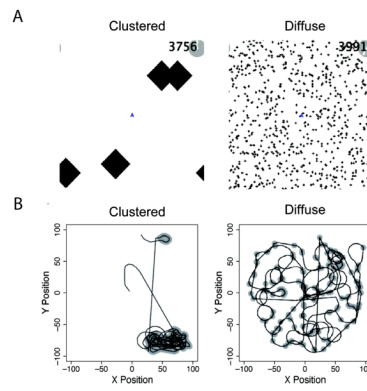 A
Clustered
Diffuse
3756
3991
B
Clustered
Diffuse
Y Position
100
50
0
-50
-100
-100
-50
0
50
100
X Position
Y Position
100
50
0
-50
-100
-100
-50
0
50
100
X Position